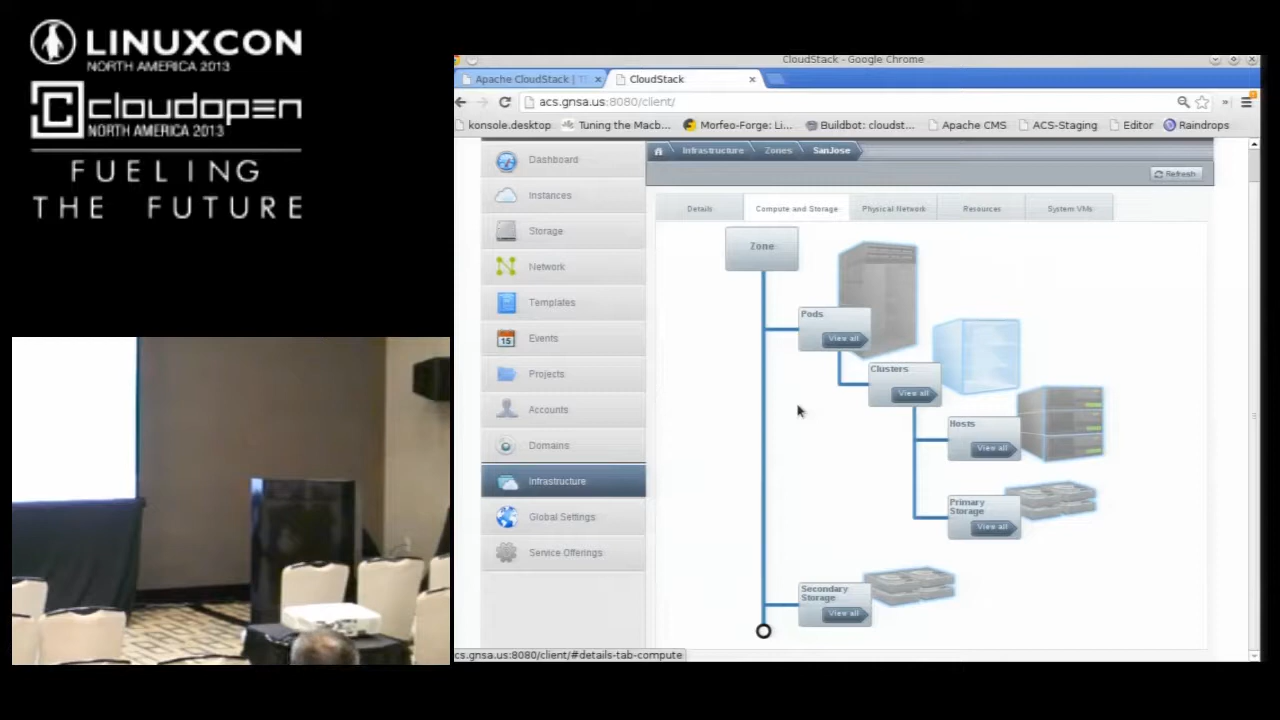 LINUXCON
NORTH AMERICA 2013
cloudopen
NORTH AMERICA 2013
FUELING
THE FUTURE
CloudStack - Google Chrome
Apache CloudStack |
CloudStack
acs.gnsa.us:8080/client/
konsole.desktop
Tuning the Macb...
Morfeo-Forge: Li...
Buildbot: cloudst...
Apache CMS
ACS-Staging
Editor
Raindrops
Infrastructure
Zones
SanJose
Refresh
Dashboard
Instances
Storage
Network
Templates
15
Events
Projects
Accounts
Domains
Infrastructure
Global Settings
Service Offerings
Details
Compute and Storage
Physical Network
Resources
System VMs
Zone
Pods
View all
Clusters
View all
Hosts
View all
Primary
Storage
View all
Secondary
Storage
View all
cs.gnsa.us:8080/client/#details-tab-compute